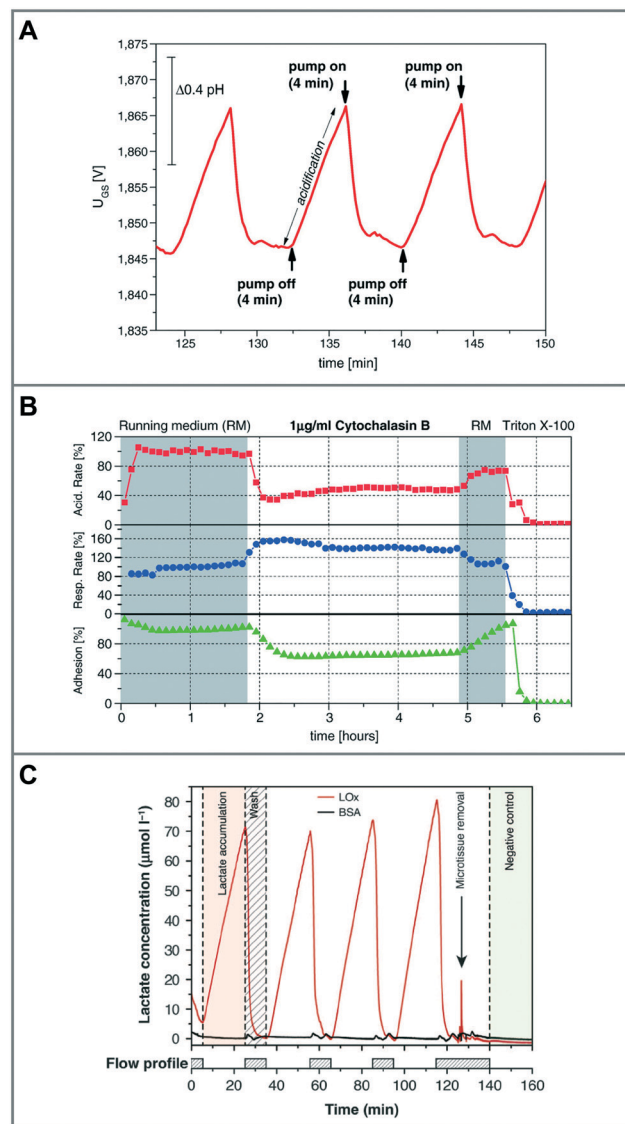 A
1,875
1,870
1,865
1,860
1,855
1,850
1,845
1,840
1,835
U_GS [V]
Δ0.4 pH
pump on
(4 min)
pump on
(4 min)
acidification
pump off
(4 min)
pump off
(4 min)
125 130 135 140 145 150
time [min]
B
Running medium (RM) 1µg/ml Cytochalasin B RM Triton X-100
Acid. Rate [%]
120
80
40
0
Resp. Rate [%]
160
120
80
40
0
Adhesion [%]
80
40
0
0 1 2 3 4 5 6
time [hours]
C
Lactate concentration (µmol l⁻¹)
80
70
60
50
40
30
20
10
0
Lactate accumulation
Wash
LOx
BSA
Microtissue removal
Negative control
Flow profile
0 20 40 60 80 100 120 140 160
Time (min)